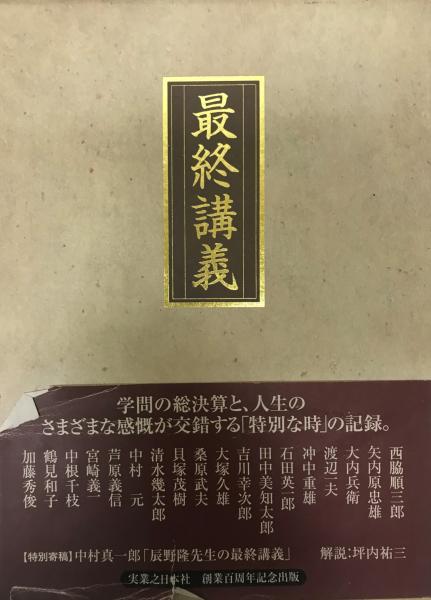 最終講義
学問の総決算と、人生の
さまざまな感慨が交錯する「特別な時」の記録。
西脇順三郎
矢内原忠雄
大内兵衛
渡辺一夫
冲中重雄
石田英一郎
田中美知太郎
吉川幸次郎
大塚久雄
桑原武夫
貝塚茂樹
清水幾太郎
中村 元
芦原義信
宮崎義一
中根千枝
鶴見和子
加藤秀俊
【特別寄稿】中村真一郎「辰野隆先生の最終講義」 解説:坪内祐三
実業之日本社 創業百周年記念出版